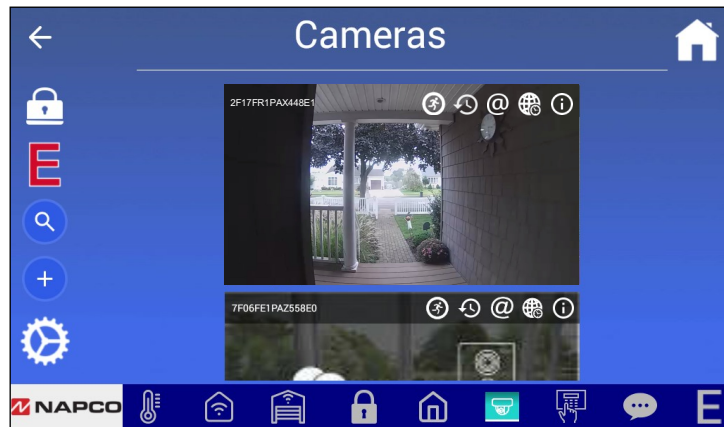 Cameras
2F17FR1PAX448E1
@
E
7F06FE1PAZ558E0
@
NAPCO
E